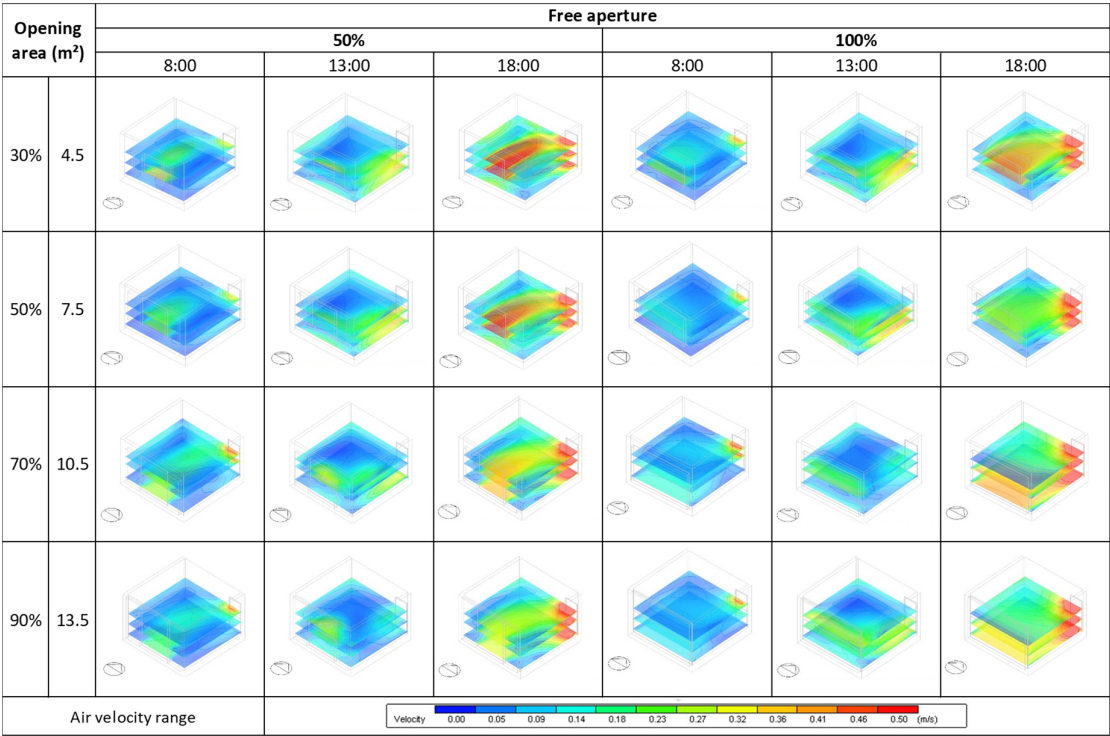 Opening area (m²)
Free aperture
50% 100%
8:00 13:00 18:00 8:00 13:00 18:00
30% 4.5
50% 7.5
70% 10.5
90% 13.5
Air velocity range
Velocity 0.00 0.05 0.09 0.14 0.18 0.23 0.27 0.32 0.36 0.41 0.46 0.50 (m/s)